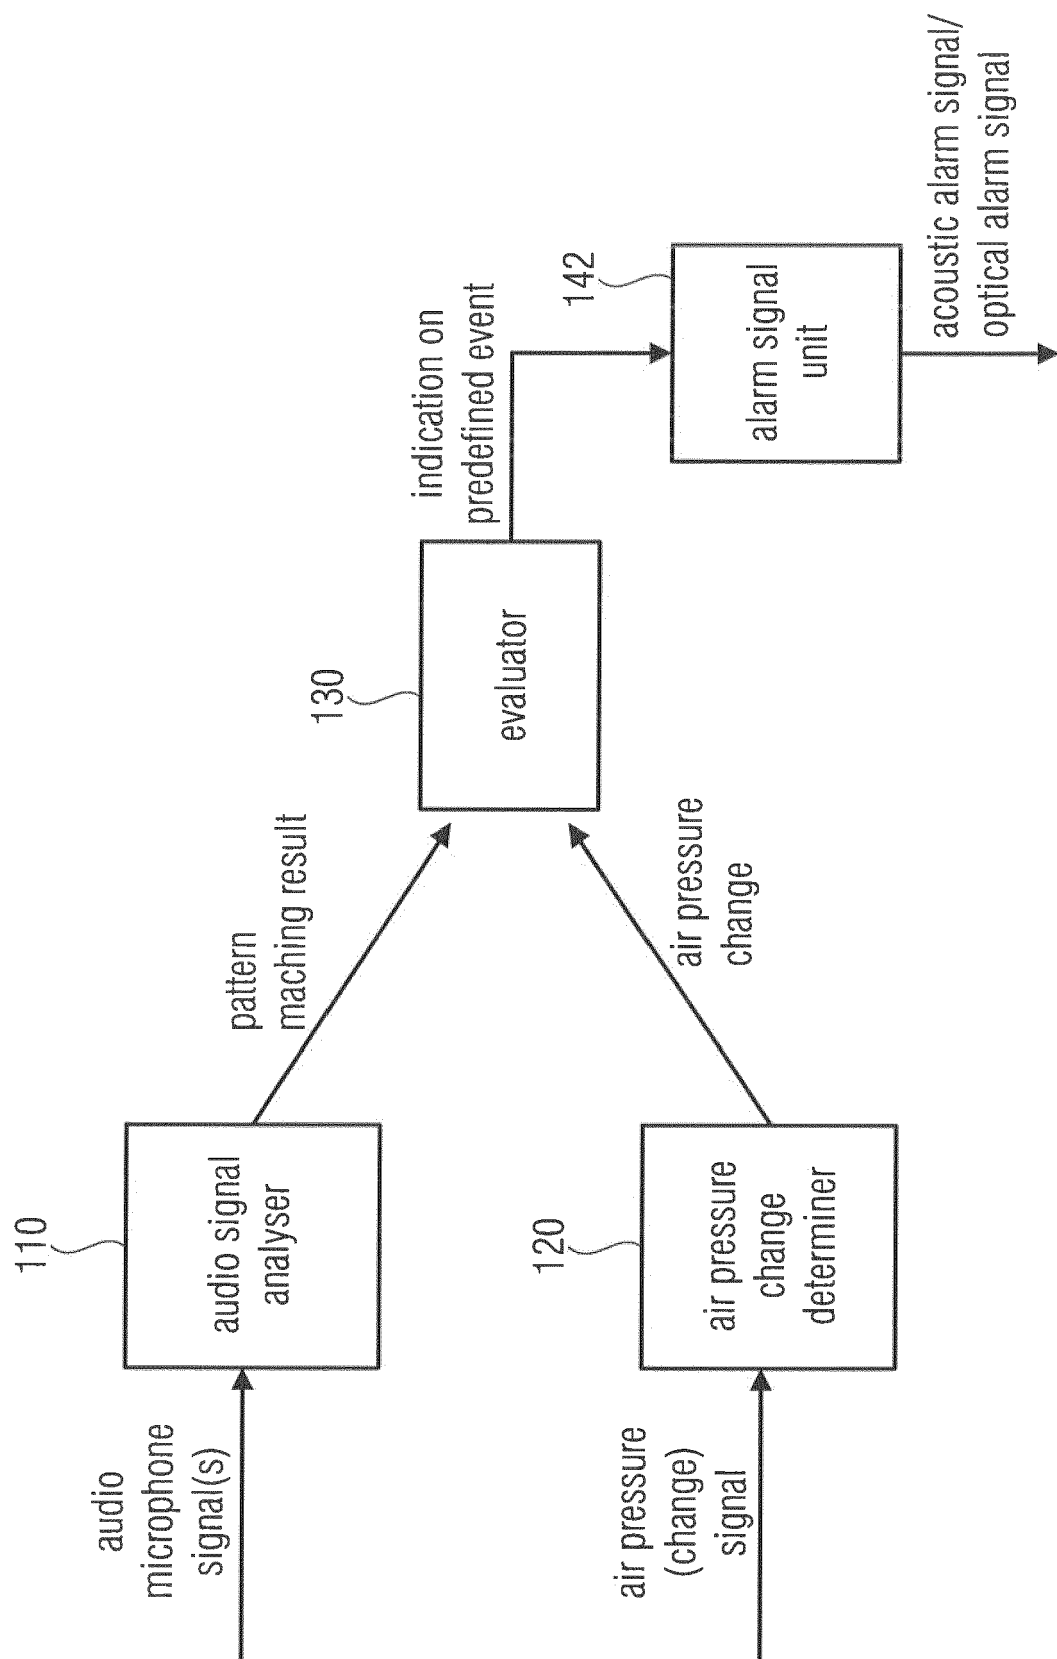 audio
microphone
signal(s)
110
audio signal
analyser
pattern
maching result
air pressure
(change)
signal
120
air pressure
change
determiner
air pressure
change
130
evaluator
indication on
predefined event
142
alarm signal
unit
acoustic alarm signal/
optical alarm signal